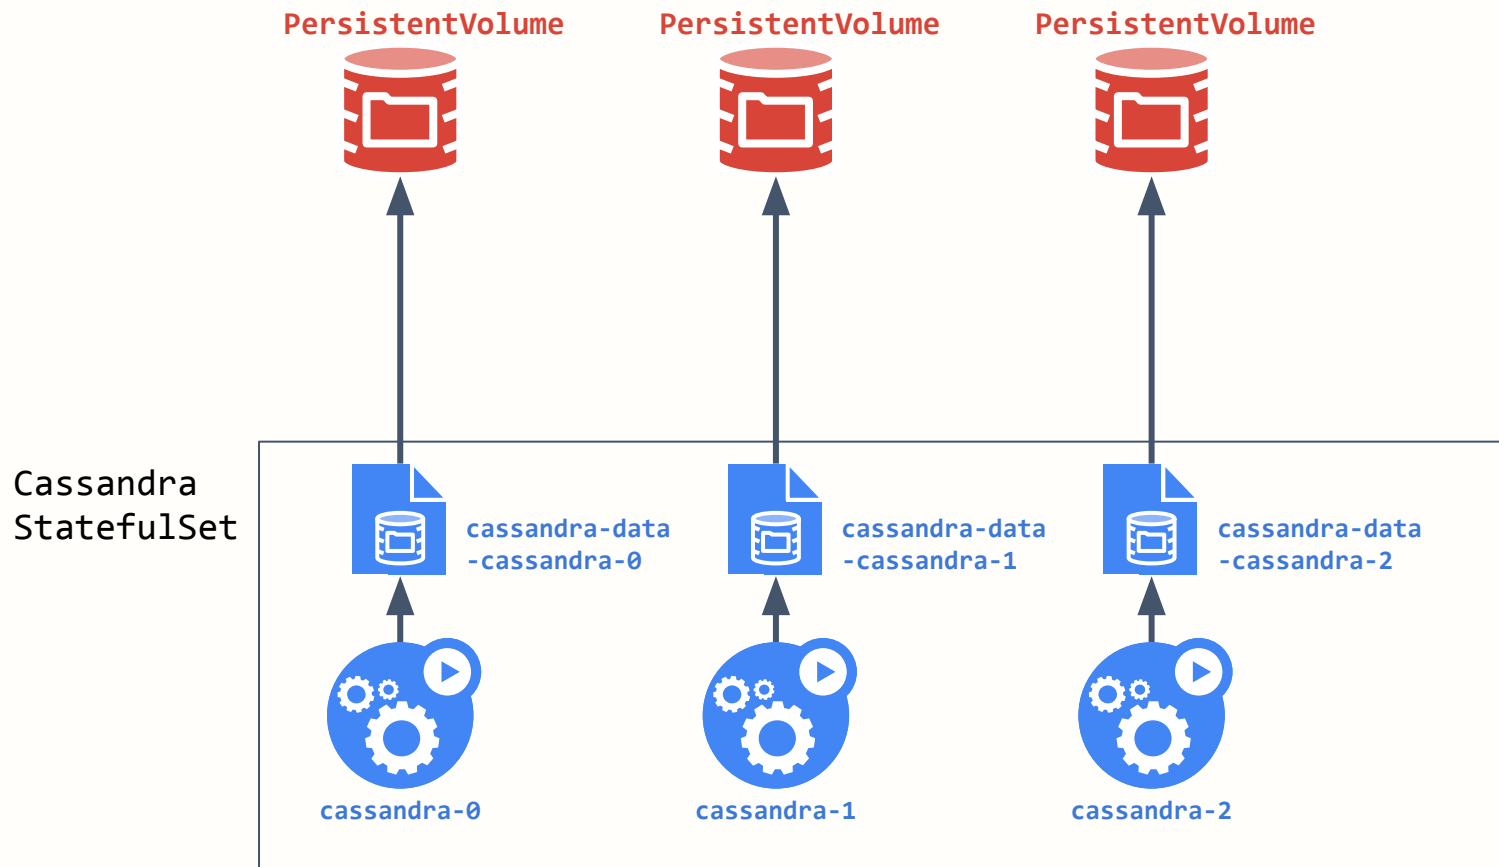 PersistentVolume
PersistentVolume
PersistentVolume
Cassandra
StatefulSet
cassandra-data
-cassandra-0
cassandra-data
-cassandra-1
cassandra-data
-cassandra-2
cassandra-0
cassandra-1
cassandra-2